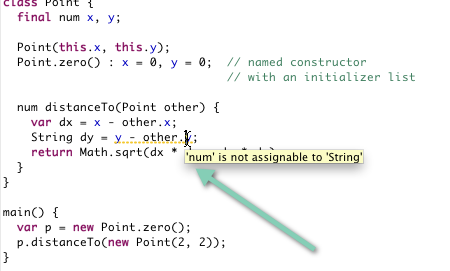 class Point {
final num x, y;
Point(this.x, this.y);
Point.zero() : x = 0, y = 0; // named constructor
// with an initializer list
num distanceTo(Point other) {
var dx = x - other.x;
String dy = y - other.y;
return Math.sqrt(dx *
'num' is not assignable to 'String'
}
}
main() {
var p = new Point.zero();
p.distanceTo(new Point(2, 2));
}